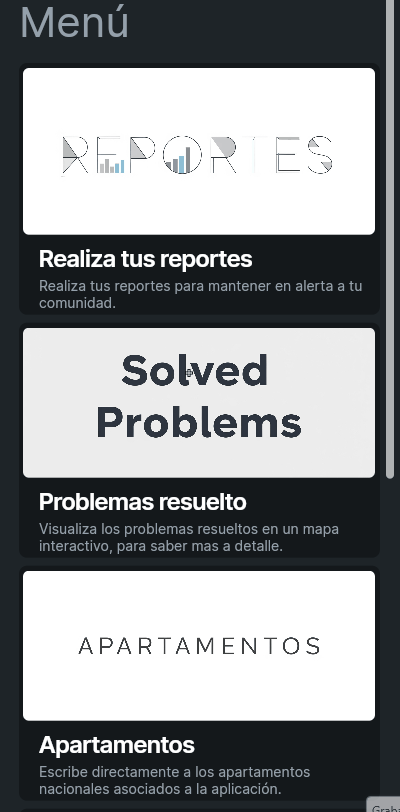 Menú
REPORTES
Realiza tus reportes
Realiza tus reportes para mantener en alerta a tu
comunidad.
Solved
Problems
Problemas resuelto
Visualiza los problemas resueltos en un mapa
interactivo, para saber mas a detalle.
APARTAMENTOS
Apartamentos
Escribe directamente a los apartamentos
nacionales asociados a la aplicación.